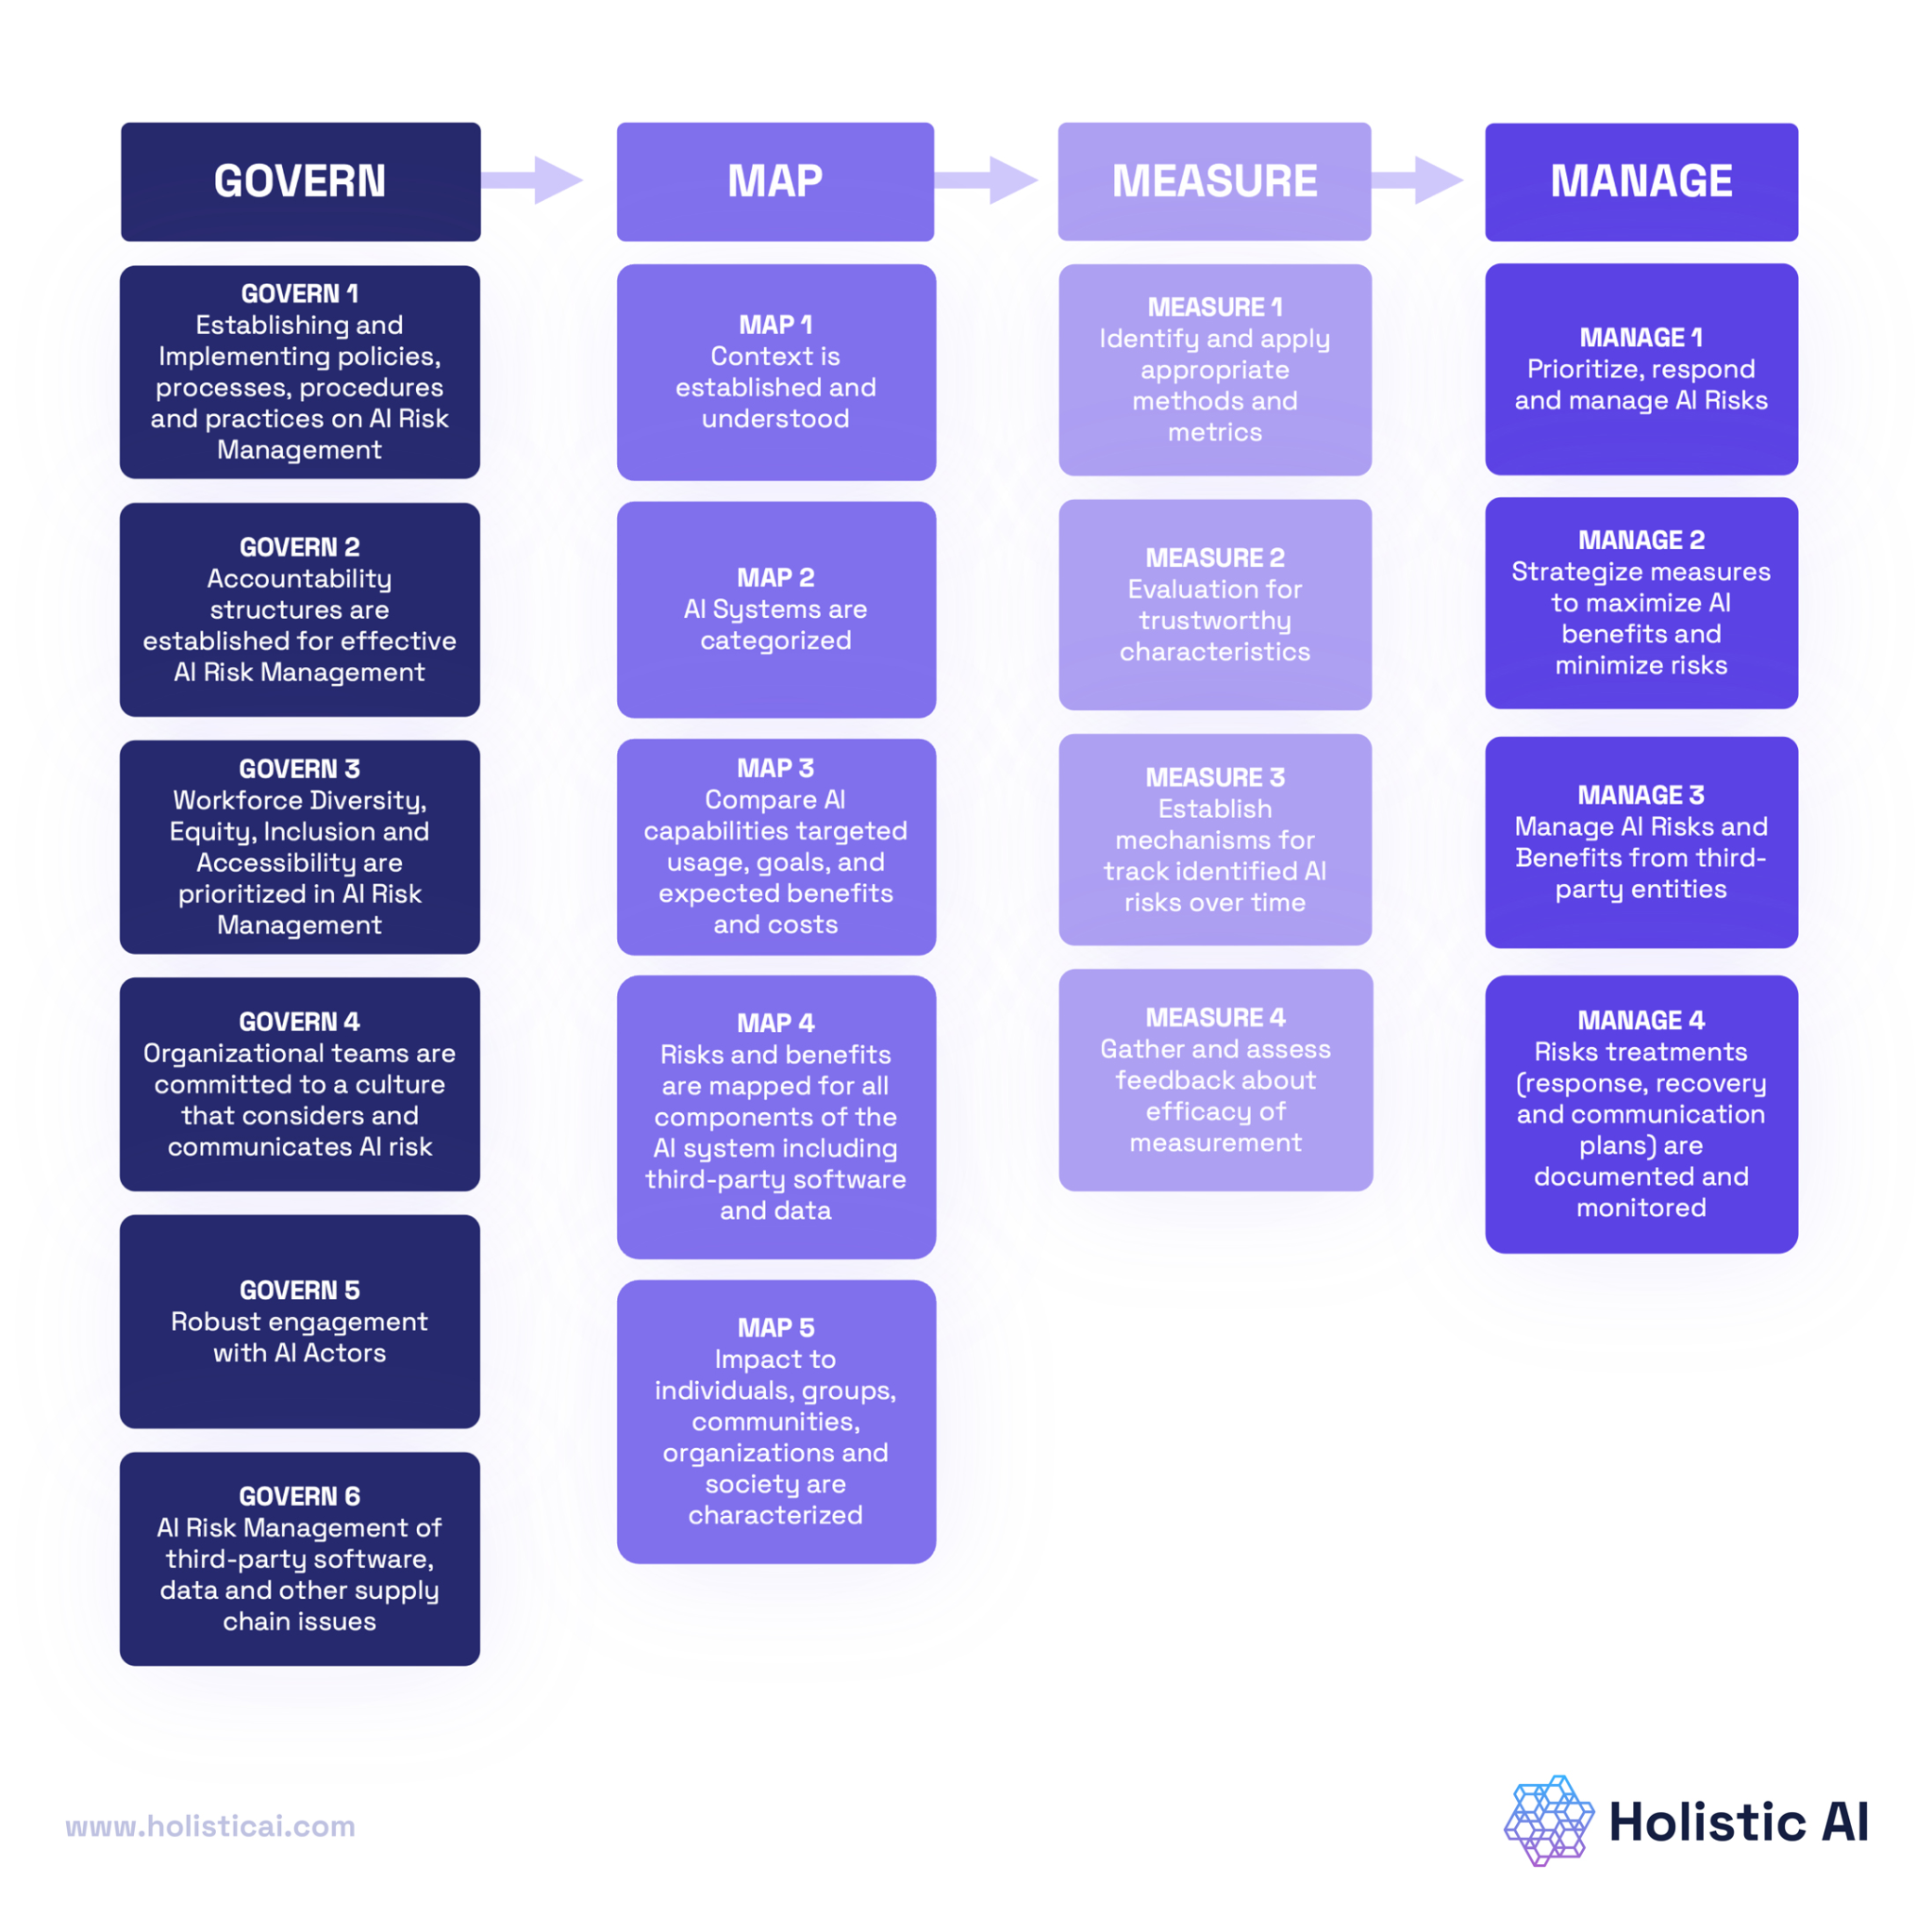 GOVERN
MAP
MEASURE
MANAGE
GOVERN 1
Establishing and
Implementing policies,
processes, procedures
and practices on AI Risk
Management
GOVERN 2
Accountability
structures are
established for effective
AI Risk Management
GOVERN 3
Workforce Diversity,
Equity, Inclusion and
Accessibility are
prioritized in AI Risk
Management
GOVERN 4
Organizational teams are
committed to a culture
that considers and
communicates AI risk
GOVERN 5
Robust engagement
with AI Actors
GOVERN 6
AI Risk Management of
third-party software,
data and other supply
chain issues
MAP 1
Context is
established and
understood
MAP 2
AI Systems are
categorized
MAP 3
Compare AI
capabilities targeted
usage, goals, and
expected benefits
and costs
MAP 4
Risks and benefits
are mapped for all
components of the
AI system including
third-party software
and data
MAP 5
Impact to
individuals, groups,
communities,
organizations and
society are
characterized
MEASURE 1
Identify and apply
appropriate
methods and
metrics
MEASURE 2
Evaluation for
trustworthy
characteristics
MEASURE 3
Establish
mechanisms for
track identified AI
risks over time
MEASURE 4
Gather and assess
feedback about
efficacy of
measurement
MANAGE 1
Prioritize, respond
and manage AI Risks
MANAGE 2
Strategize measures
to maximize AI
benefits and
minimize risks
MANAGE 3
Manage AI Risks and
Benefits from third-
party entities
MANAGE 4
Risks treatments
(response, recovery
and communication
plans) are
documented and
monitored
www.holisticai.com
Holistic AI